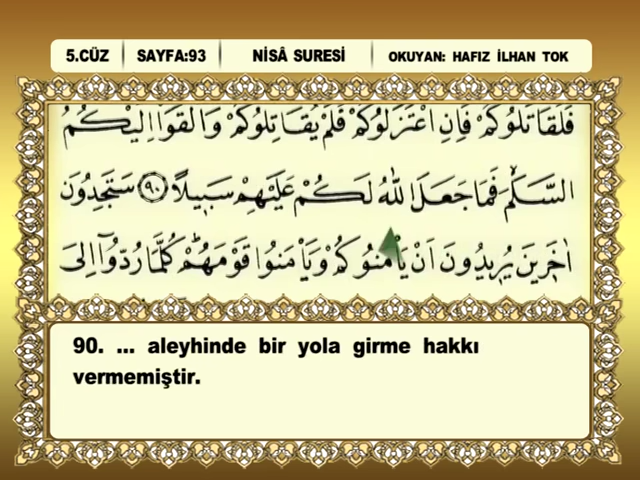 5.CÜZ SAYFA:93 NİSÂ SURESİ OKUYAN: HAFIZ İLHAN TOK
فَلَقَاتَلُوكُمْ فَاِنِ اعْتَزَلُوكُمْ فَلَمْ يُقَاتِلُوكُمْ وَاَلْقَوْا اِلَيْكُمُ
السَّلَمَ فَمَا جَعَلَ اللّٰهُ لَكُمْ عَلَيْهِمْ سَبِيلًا ﴿٩٠﴾ سَتَجِدُونَ
اٰخَرِينَ يُرِيدُونَ اَنْ يَأْمَنُوكُمْ وَيَأْمَنُوا قَوْمَهُمْ كُلَّمَا رُدُّوٓا اِلَى
90. ... aleyhinde bir yola girme hakkı
vermemiştir.